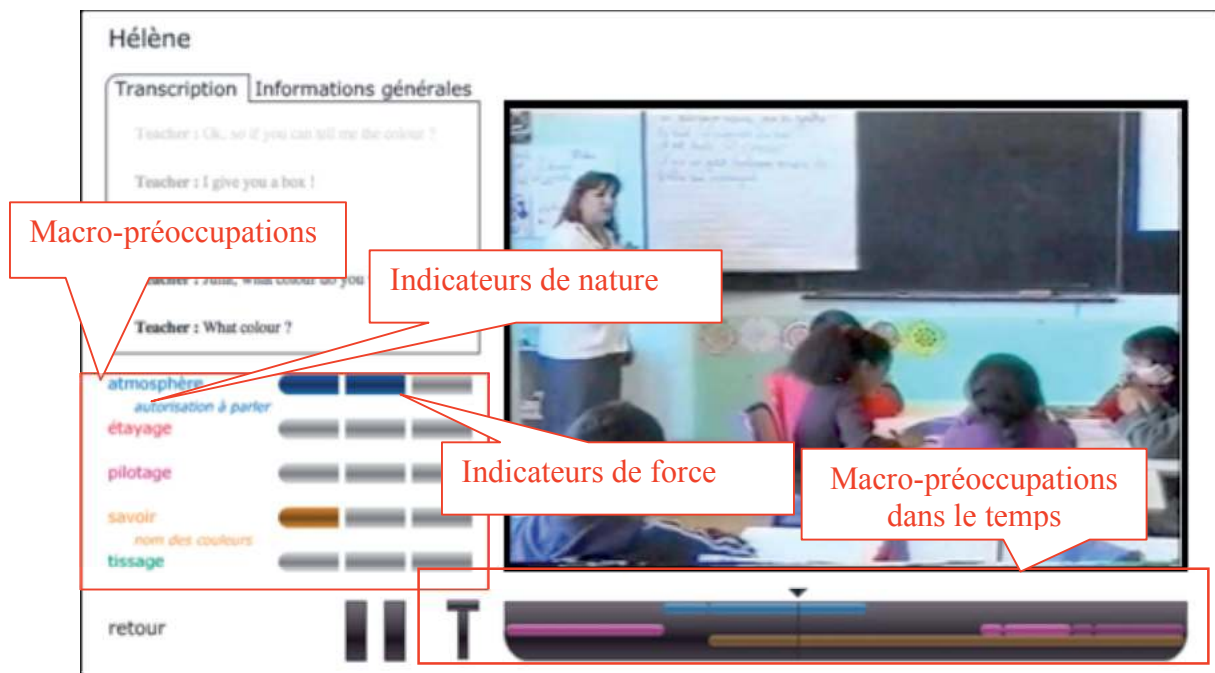 Hélène
Transcription
Informations générales
Teacher : Ok, so if you can tell me the colour ?
Teacher : I give you a box !
Macro-préoccupations
Indicateurs de nature
Teacher : Julie, what colour do you
Teacher : What colour ?
atmosphère
autorisation à parler
étayage
Indicateurs de force
pilotage
Macro-préoccupations
dans le temps
savoir
nom des couleurs
tissage
retour